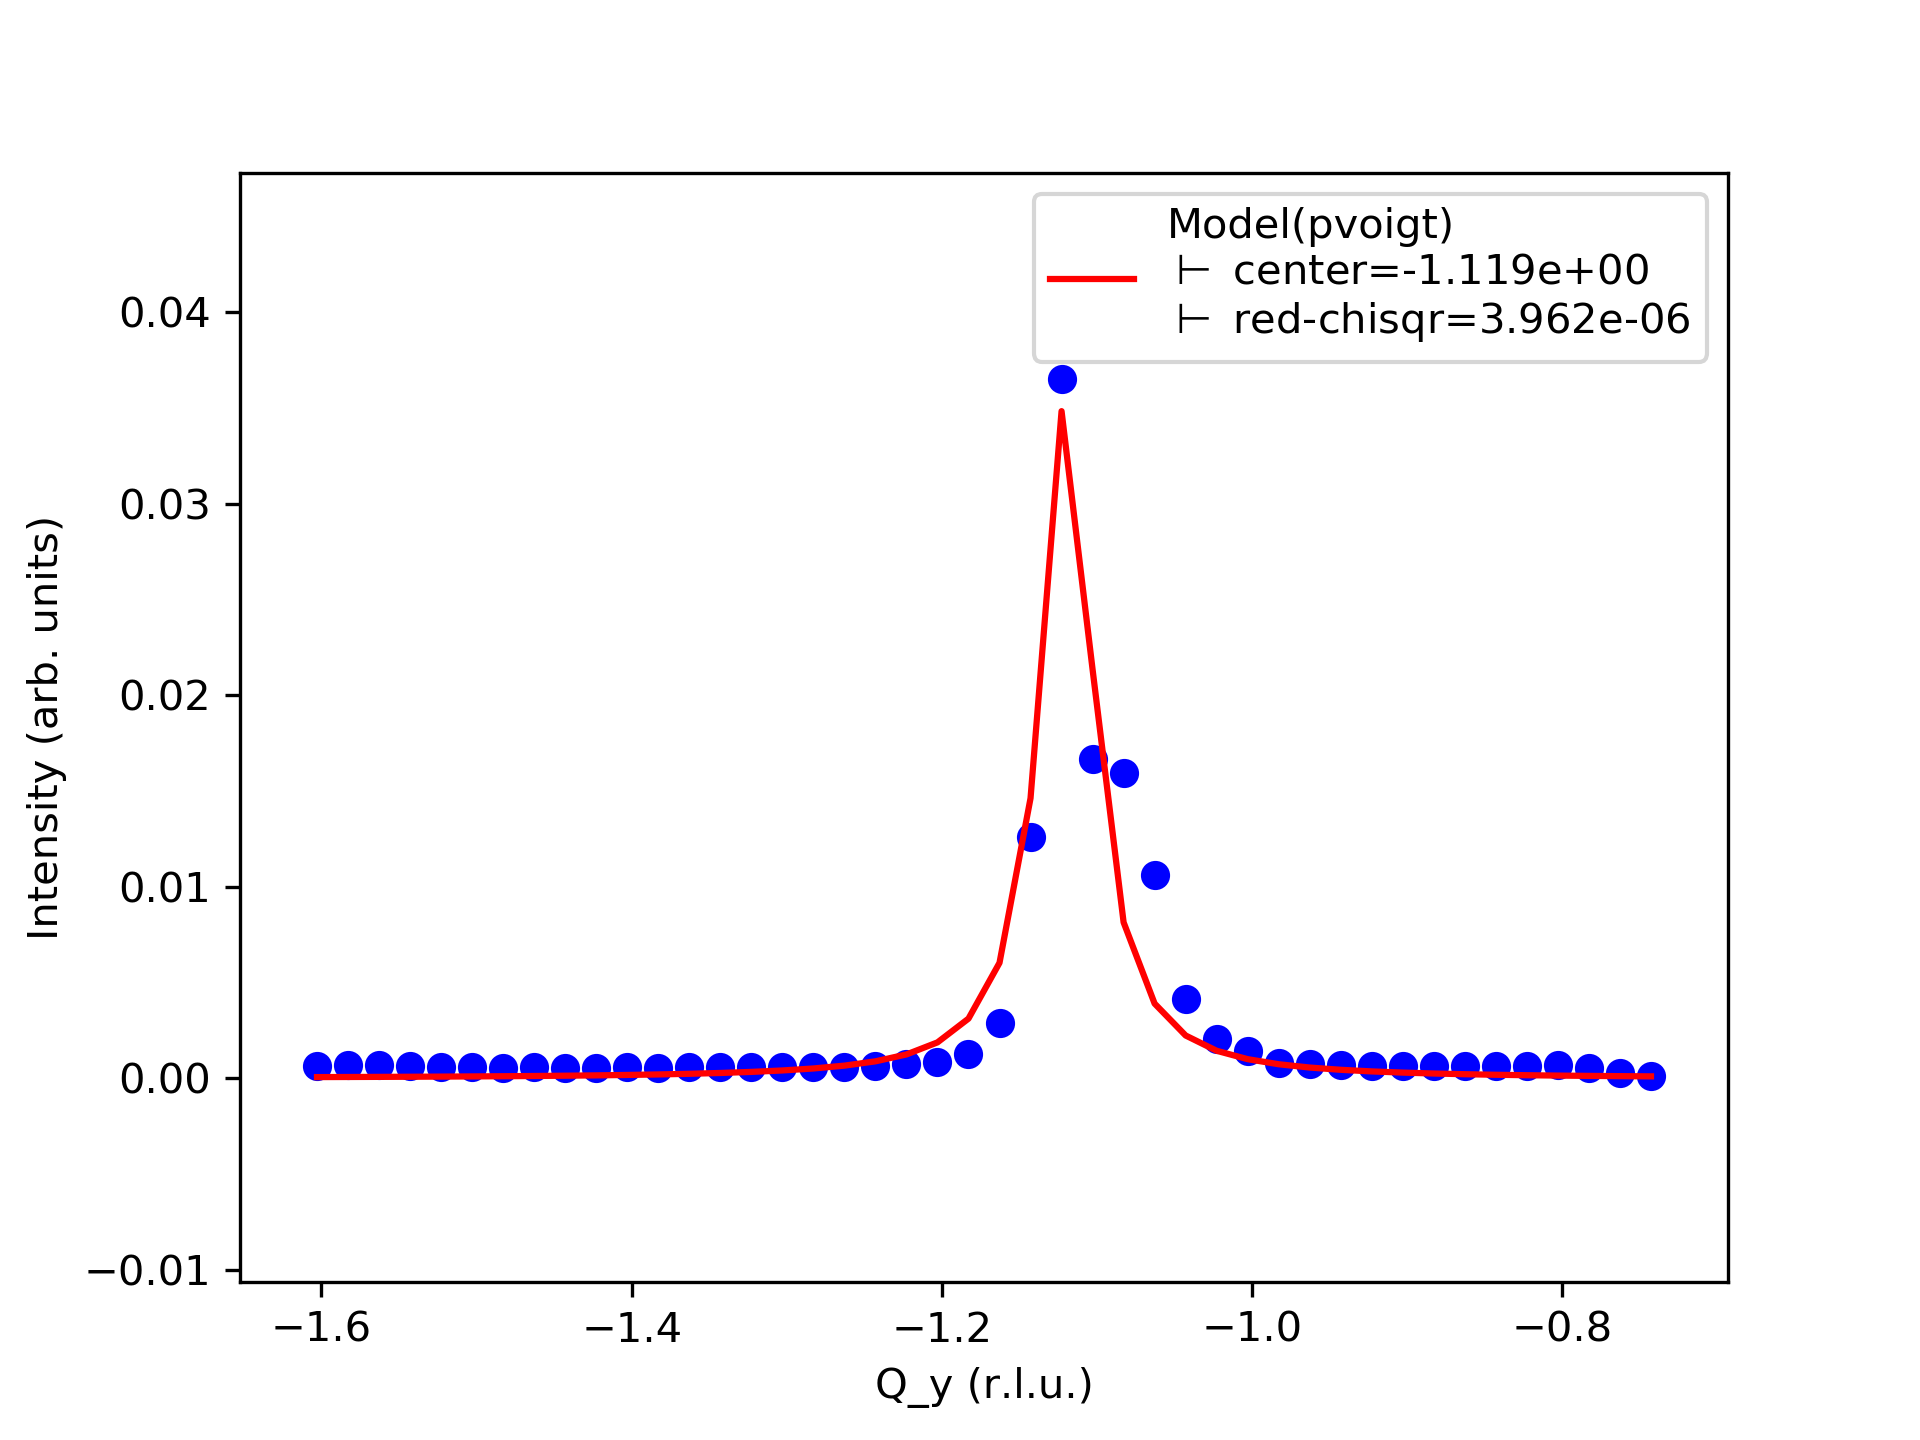 Model(pvoigt)
⊢ center=-1.119e+00
⊢ red-chisqr=3.962e-06
0.04
0.03
0.02
0.01
0.00
−0.01
Intensity (arb. units)
−1.6 −1.4 −1.2 −1.0 −0.8
Q_y (r.l.u.)